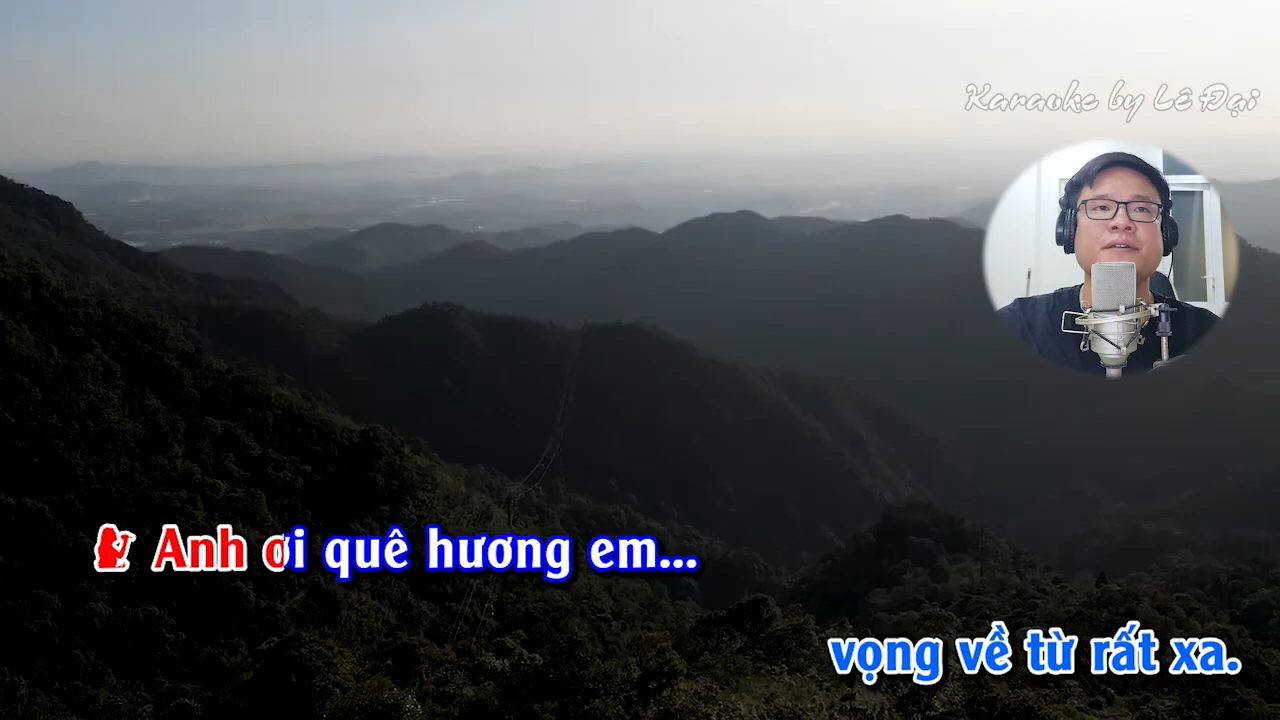 Karaoke by Lê Đại
Anh ơi quê hương em...
vọng về từ rất xa.